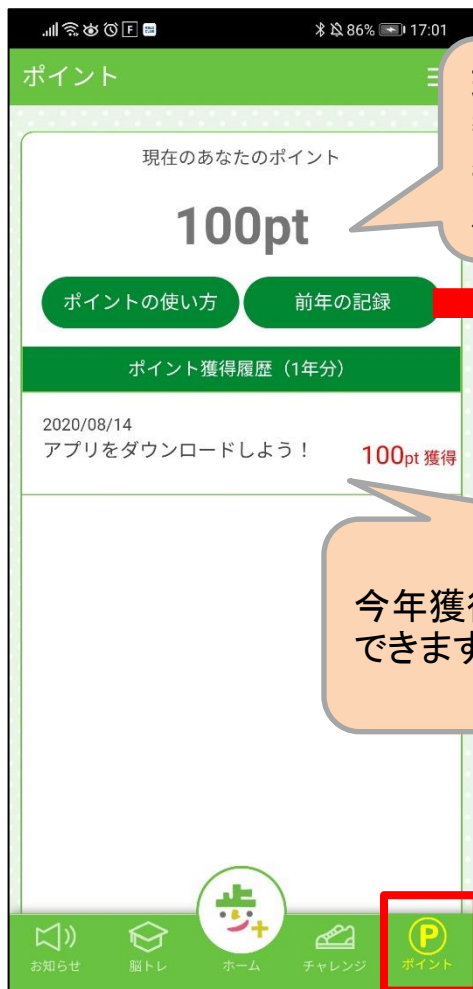 F
86%
17:01
ポイント
現在のあなたのポイント
100pt
ポイントの使い方
前年の記録
ポイント獲得履歴（1年分）
2020/08/14
アプリをダウンロードしよう！
100pt 獲得
今年獲
できます
歩+
お知らせ
脳トレ
ホーム
チャレンジ
P
ポイント